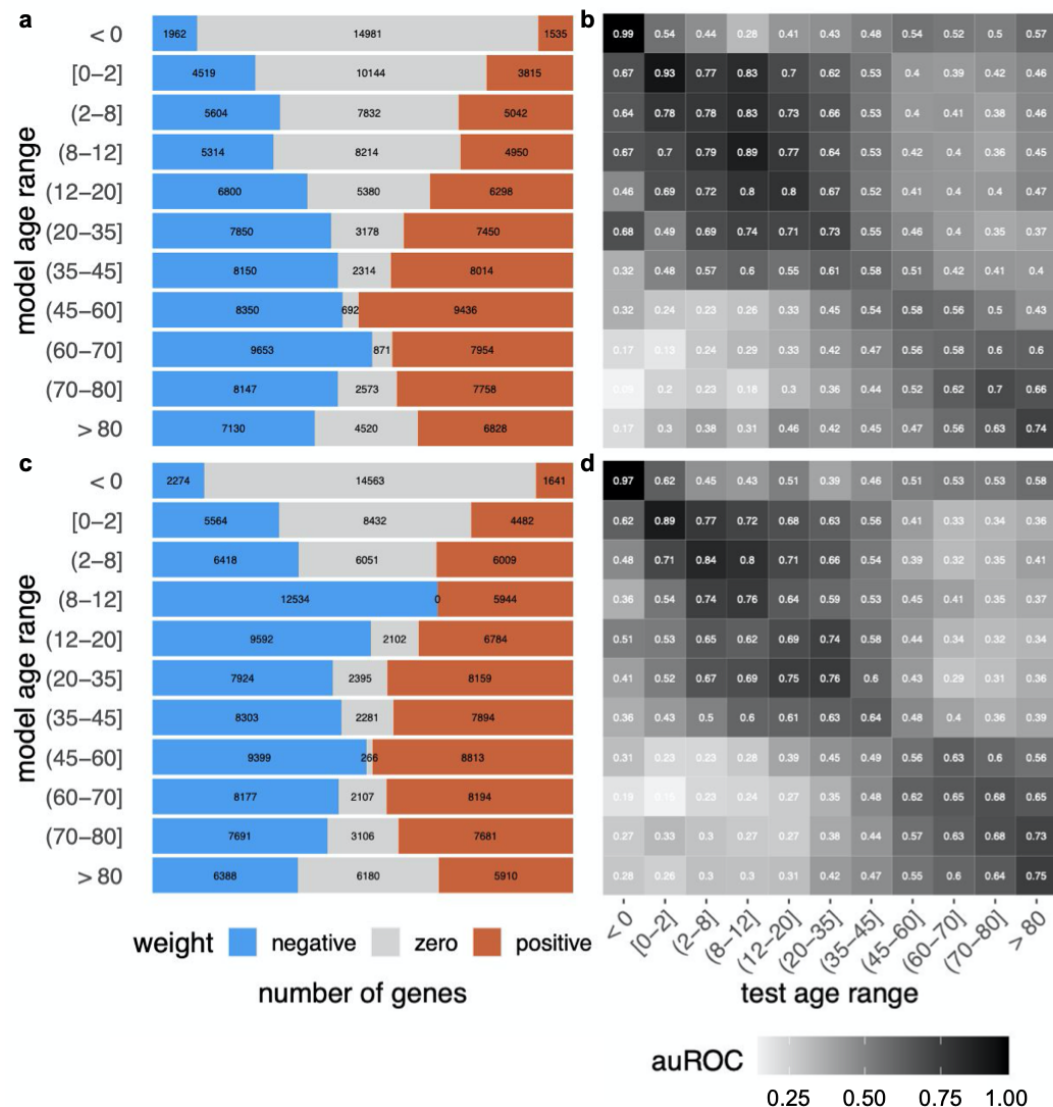 a
b
< 0 1962 14981 1535 0.99 0.54 0.44 0.28 0.41 0.43 0.48 0.54 0.52 0.5 0.57
[0−2] 4519 10144 3815 0.67 0.93 0.77 0.83 0.7 0.62 0.53 0.4 0.39 0.42 0.46
(2−8] 5604 7832 5042 0.64 0.78 0.78 0.83 0.73 0.66 0.53 0.4 0.41 0.38 0.46
(8−12] 5314 8214 4950 0.67 0.7 0.79 0.89 0.77 0.64 0.53 0.42 0.4 0.36 0.45
(12−20] 6800 5380 6298 0.46 0.69 0.72 0.8 0.8 0.67 0.52 0.41 0.4 0.4 0.47
(20−35] 7850 3178 7450 0.68 0.49 0.69 0.74 0.71 0.73 0.55 0.46 0.4 0.35 0.37
(35−45] 8150 2314 8014 0.32 0.48 0.57 0.6 0.55 0.61 0.58 0.51 0.42 0.41 0.4
(45−60] 8350 692 9436 0.32 0.24 0.23 0.26 0.33 0.45 0.54 0.58 0.56 0.5 0.43
(60−70] 9653 871 7954 0.17 0.13 0.24 0.29 0.33 0.42 0.47 0.56 0.58 0.6 0.6
(70−80] 8147 2573 7758 0.2 0.23 0.18 0.3 0.36 0.44 0.52 0.62 0.7 0.66
> 80 7130 4520 6828 0.17 0.3 0.38 0.31 0.46 0.42 0.45 0.47 0.56 0.63 0.74
model age range
c
d
< 0 2274 14563 1641 0.97 0.62 0.45 0.43 0.51 0.39 0.46 0.51 0.53 0.53 0.58
[0−2] 5564 8432 4482 0.62 0.89 0.77 0.72 0.68 0.63 0.56 0.41 0.33 0.34 0.36
(2−8] 6418 6051 6009 0.48 0.71 0.84 0.8 0.71 0.66 0.54 0.39 0.32 0.35 0.41
(8−12] 12534 0 5944 0.36 0.54 0.74 0.76 0.64 0.59 0.53 0.45 0.41 0.35 0.37
(12−20] 9592 2102 6784 0.51 0.53 0.65 0.62 0.69 0.74 0.58 0.44 0.34 0.32 0.34
(20−35] 7924 2395 8159 0.41 0.52 0.67 0.69 0.75 0.76 0.6 0.43 0.29 0.31 0.36
(35−45] 8303 2281 7894 0.36 0.43 0.5 0.6 0.61 0.63 0.64 0.48 0.4 0.36 0.39
(45−60] 9399 266 8813 0.31 0.23 0.23 0.28 0.39 0.45 0.49 0.56 0.63 0.6 0.56
(60−70] 8177 2107 8194 0.19 0.23 0.24 0.27 0.35 0.48 0.62 0.65 0.68 0.65
(70−80] 7691 3106 7681 0.27 0.33 0.3 0.27 0.27 0.38 0.44 0.57 0.63 0.68 0.73
> 80 6388 6180 5910 0.28 0.26 0.3 0.3 0.31 0.42 0.47 0.55 0.6 0.64 0.75
model age range
< 0 [0−2] (2−8] (8−12] (12−20] (20−35] (35−45] (45−60] (60−70] (70−80] > 80
weight negative zero positive
number of genes
test age range
auROC
0.25 0.50 0.75 1.00